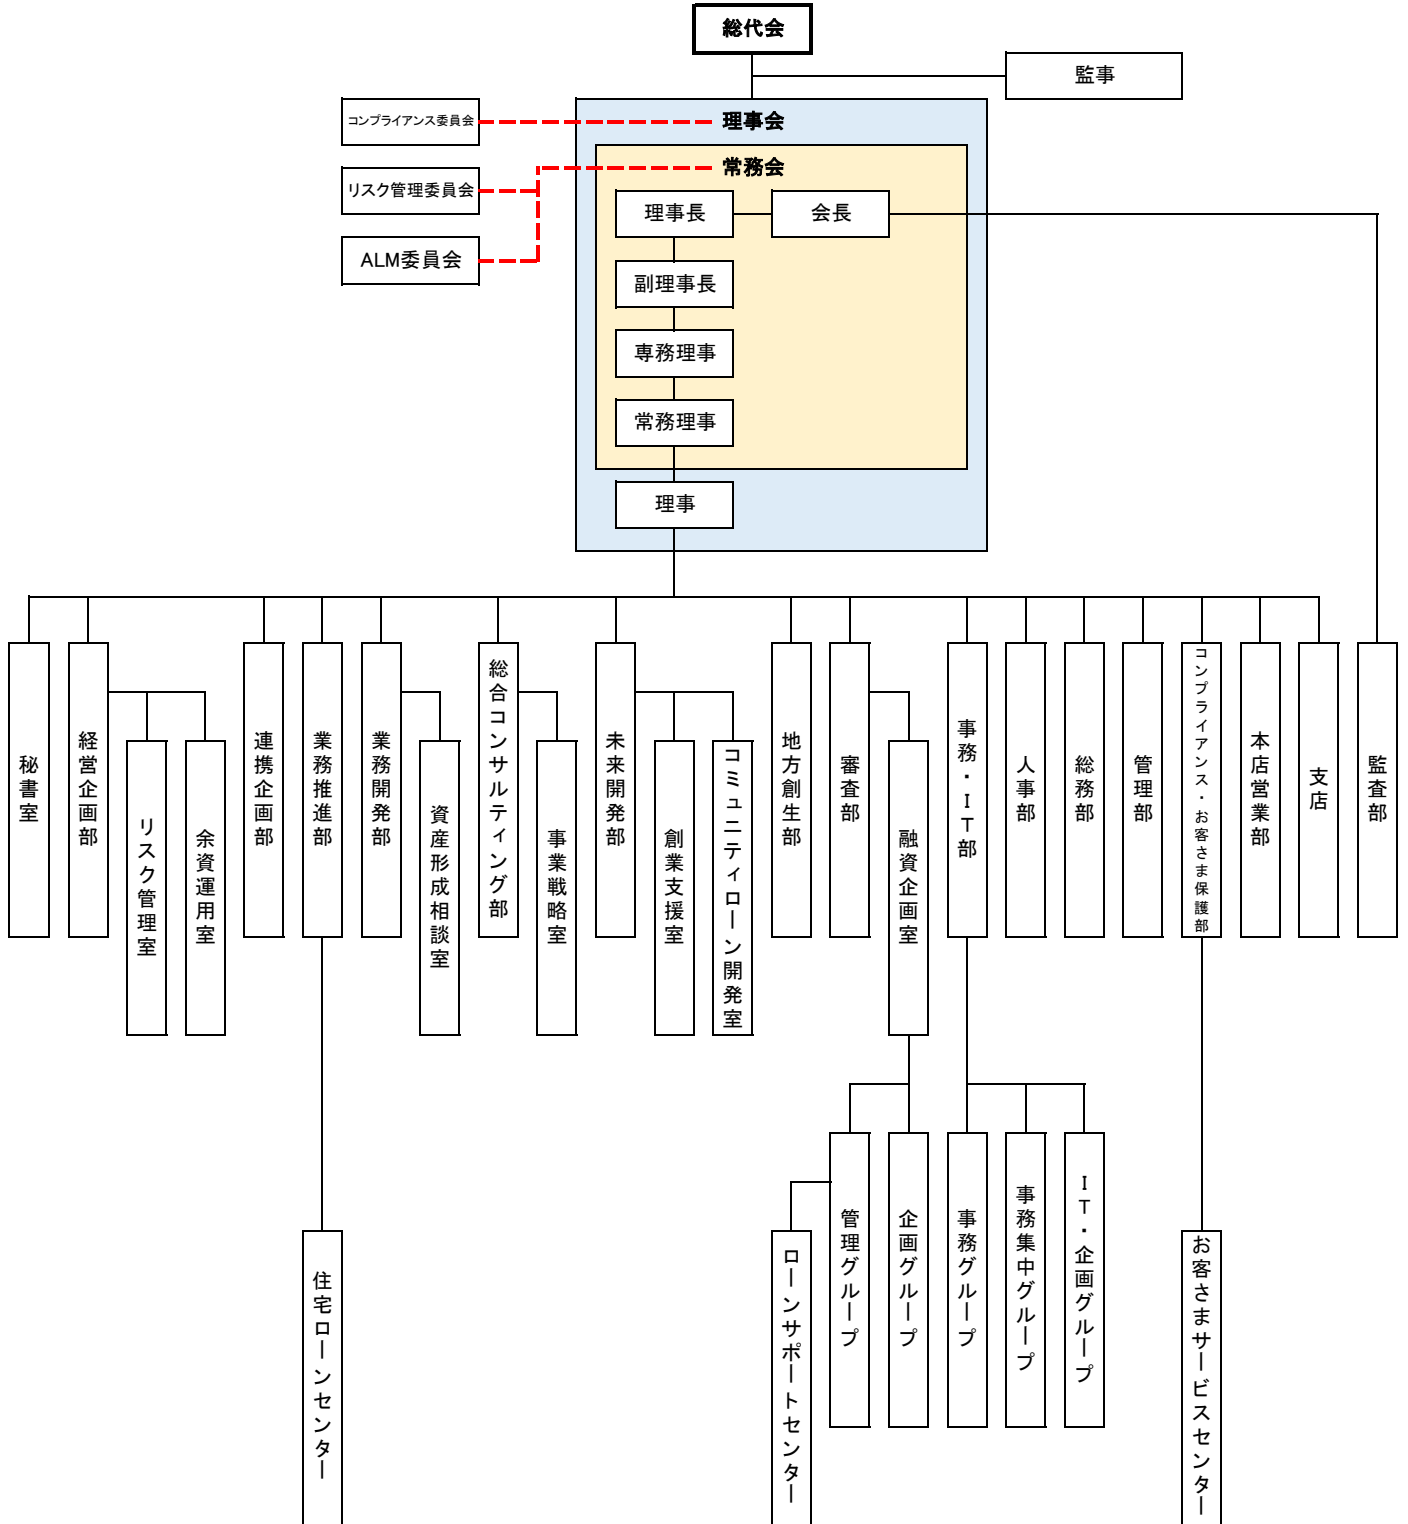 総代会
監事
コンプライアンス委員会
理事会
リスク管理委員会
常務会
ALM委員会
理事長
会長
副理事長
専務理事
常務理事
理事
秘書室
経営企画部
リスク管理室
余資運用室
連携企画部
業務推進部
業務開発部
資産形成相談室
総合コンサルティング部
事業戦略室
未来開発部
創業支援室
コミュニティローン開発室
地方創生部
審査部
融資企画室
事務・IT部
人事部
総務部
管理部
コンプライアンス・お客さま保護部
本店営業部
支店
監査部
住宅ローンセンター
ローンサポートセンター
管理グループ
企画グループ
事務グループ
事務集中グループ
IT・企画グループ
お客さまサービスセンター